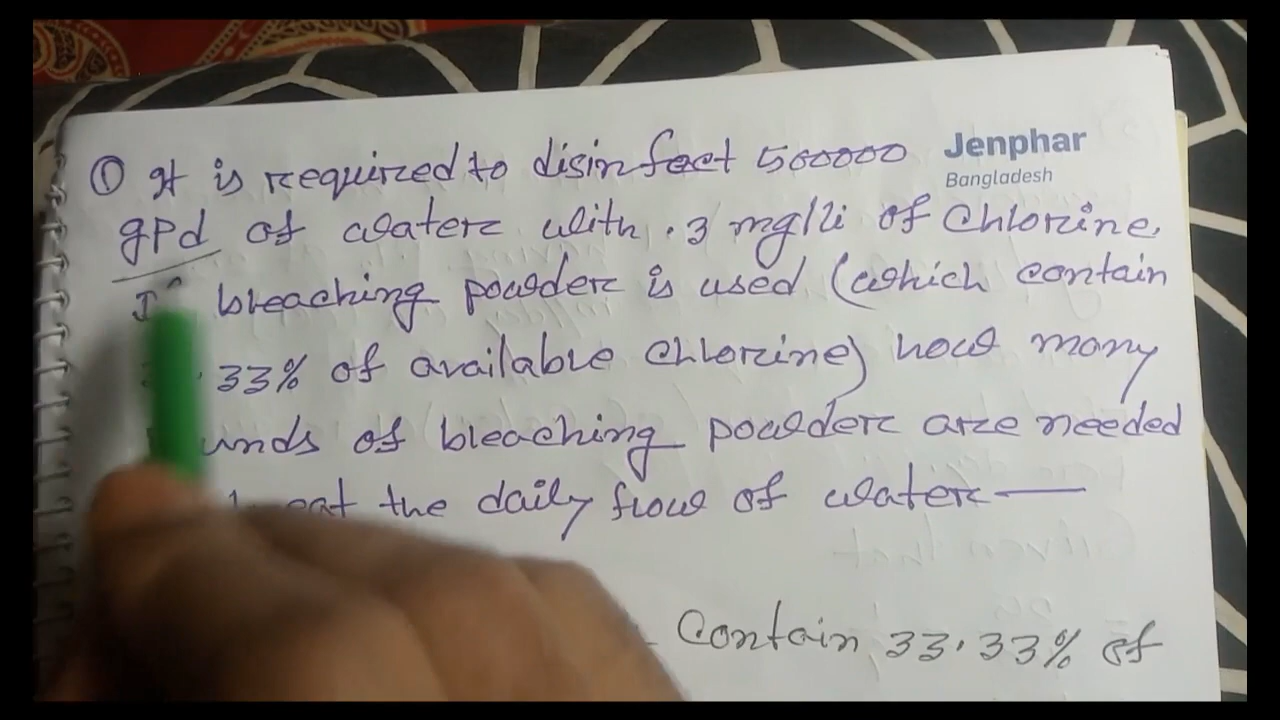 ① It is required to disinfect 500000
Jenphar
Bangladesh
gpd of water with .3 mg/li of Chlorine.
bleaching powder is used (which contain
.33% of available Chlorine) how many
unds of bleaching powder are needed
eat the daily flow of water —
Contain 33.33% of